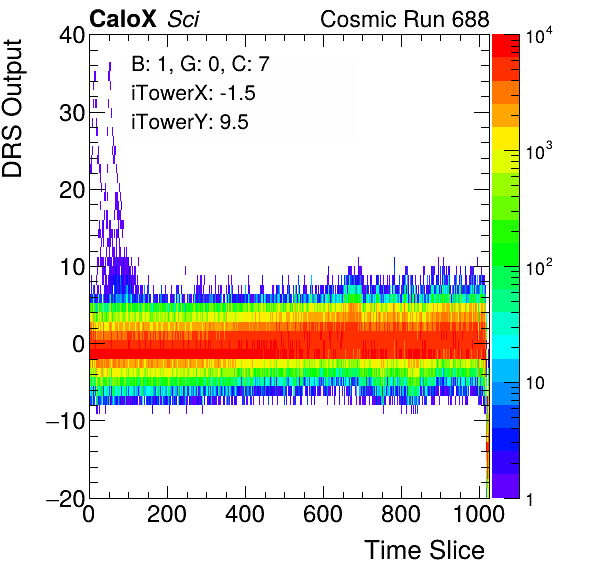 CaloX Sci Cosmic Run 688
DRS Output
B: 1, G: 0, C: 7
iTowerX: -1.5
iTowerY: 9.5
40
30
20
10
0
−10
−20
0 200 400 600 800 1000
Time Slice
10⁴
10³
10²
10
1